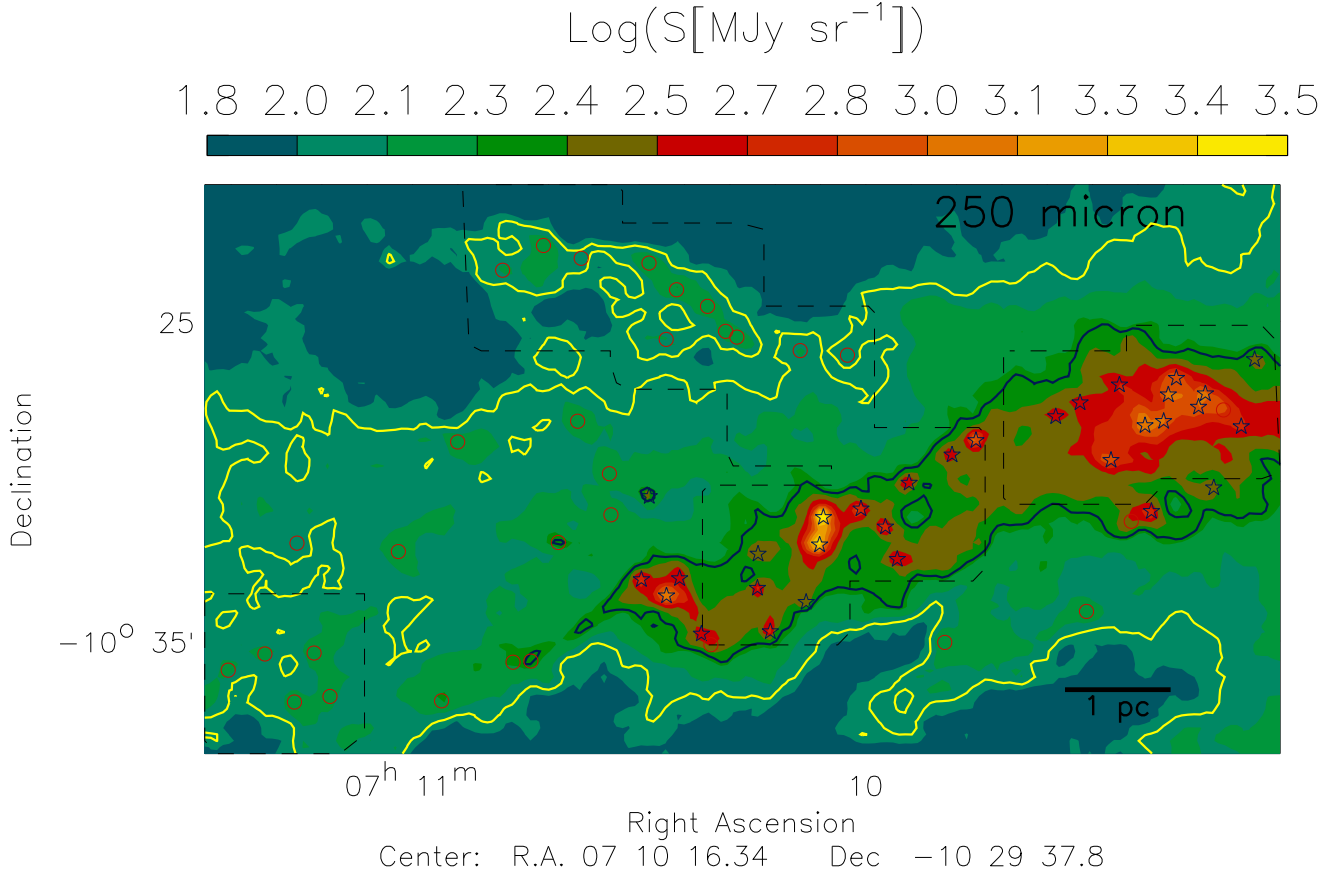 Log(S[MJy sr⁻¹])
1.8 2.0 2.1 2.3 2.4 2.5 2.7 2.8 3.0 3.1 3.3 3.4 3.5
250 micron
25
Declination
−10° 35'
1 pc
07ʰ 11ᵐ 10
Right Ascension
Center: R.A. 07 10 16.34 Dec −10 29 37.8